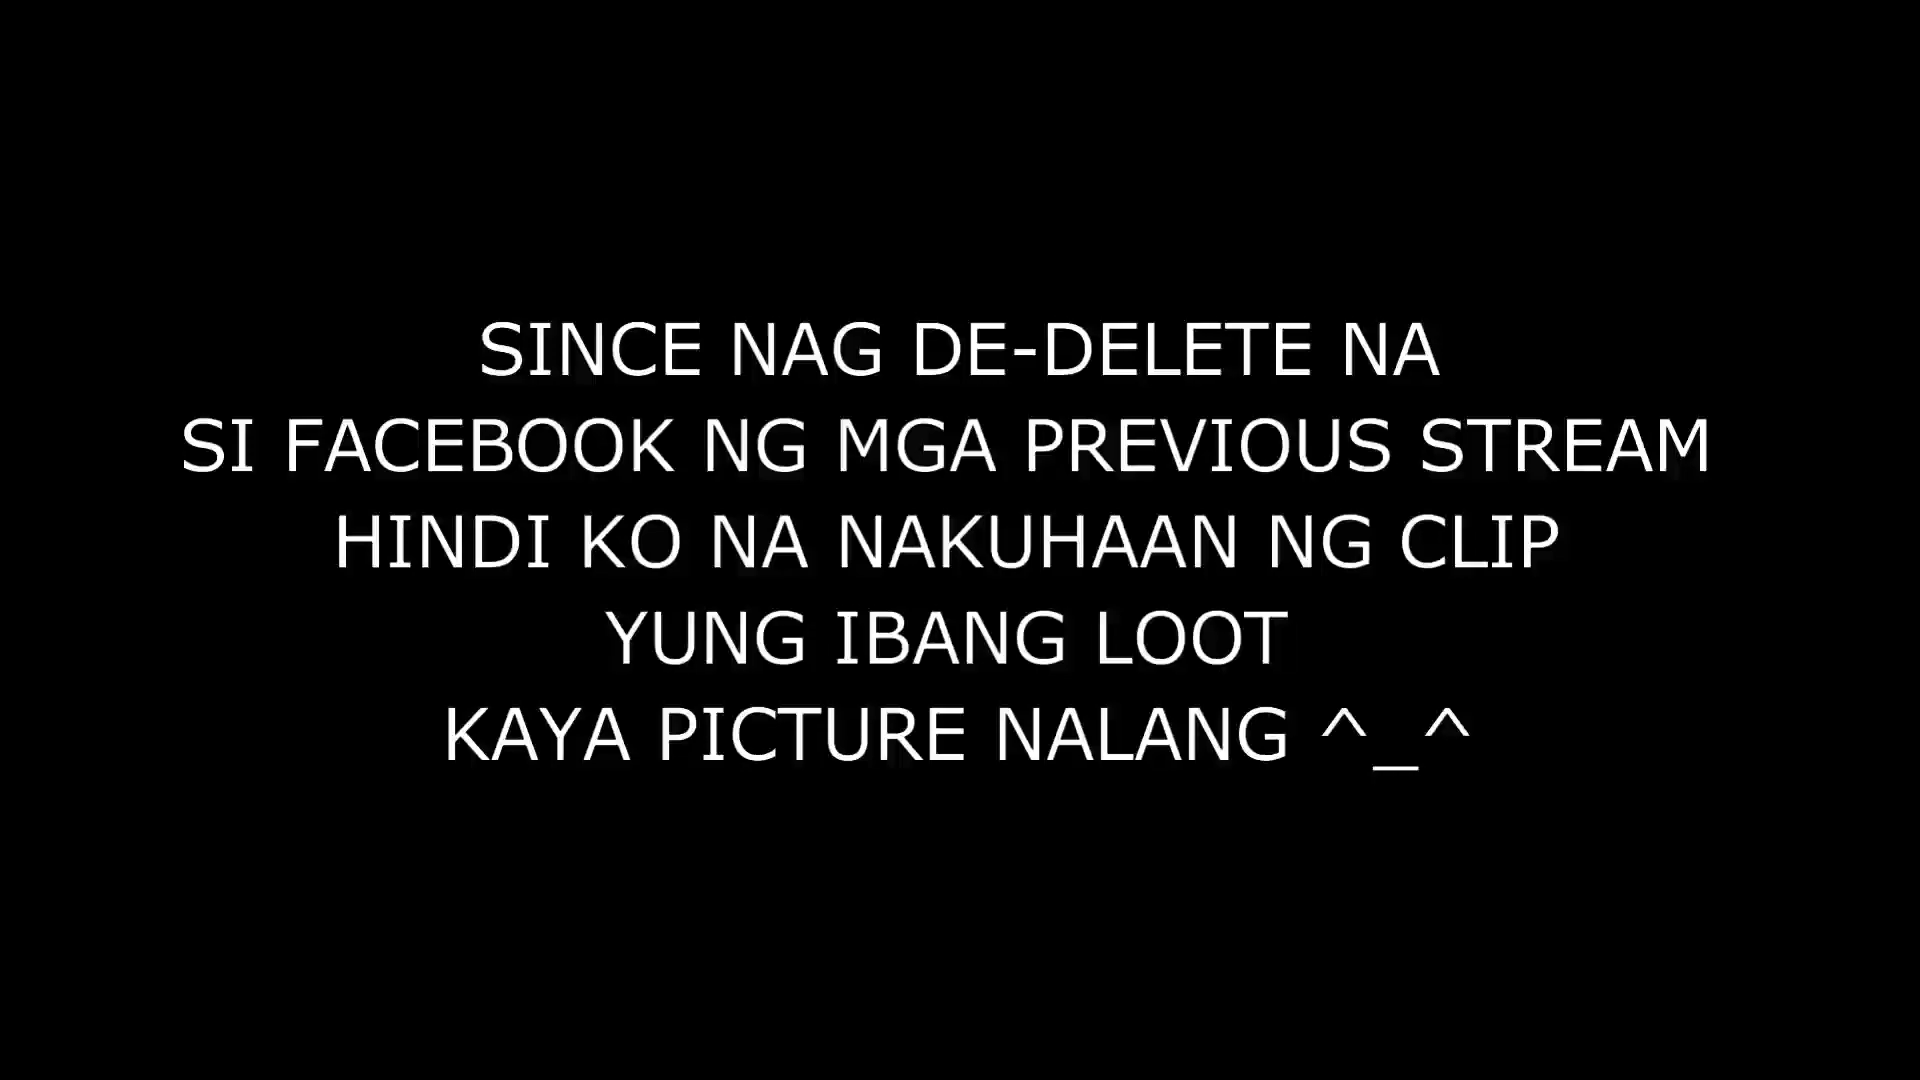 SINCE NAG DE-DELETE NA
SI FACEBOOK NG MGA PREVIOUS STREAM
HINDI KO NA NAKUHAAN NG CLIP
YUNG IBANG LOOT
KAYA PICTURE NALANG ^_^